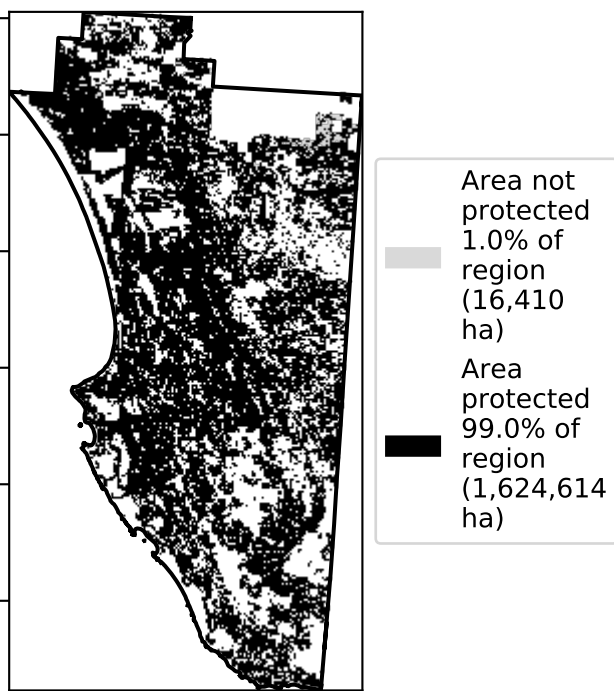 Area not
protected
1.0% of
region
(16,410
ha)
Area
protected
99.0% of
region
(1,624,614
ha)